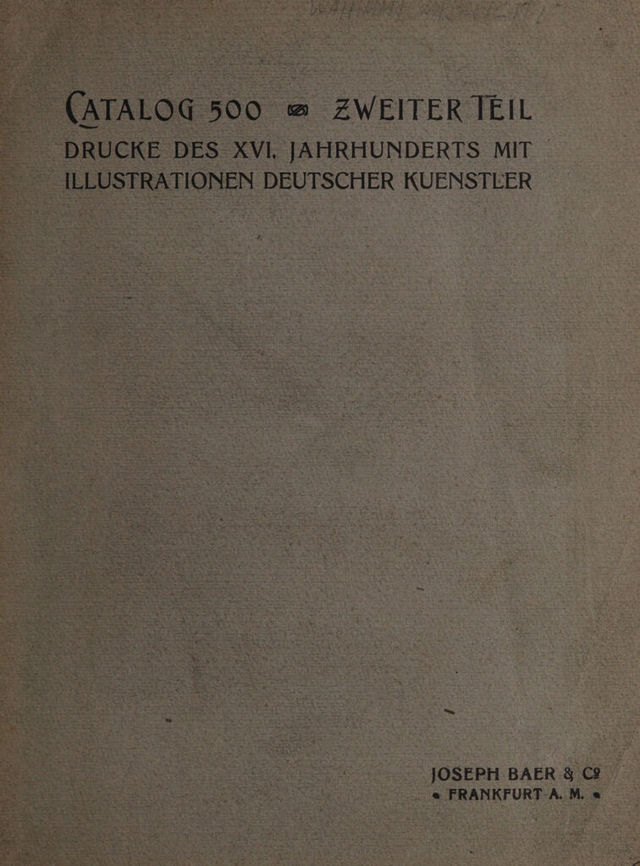 CATALOG 500 ZWEITER TEIL
DRUCKE DES XVI. JAHRHUNDERTS MIT
ILLUSTRATIONEN DEUTSCHER KUENSTLER
JOSEPH BAER & Co
• FRANKFURT A. M. •